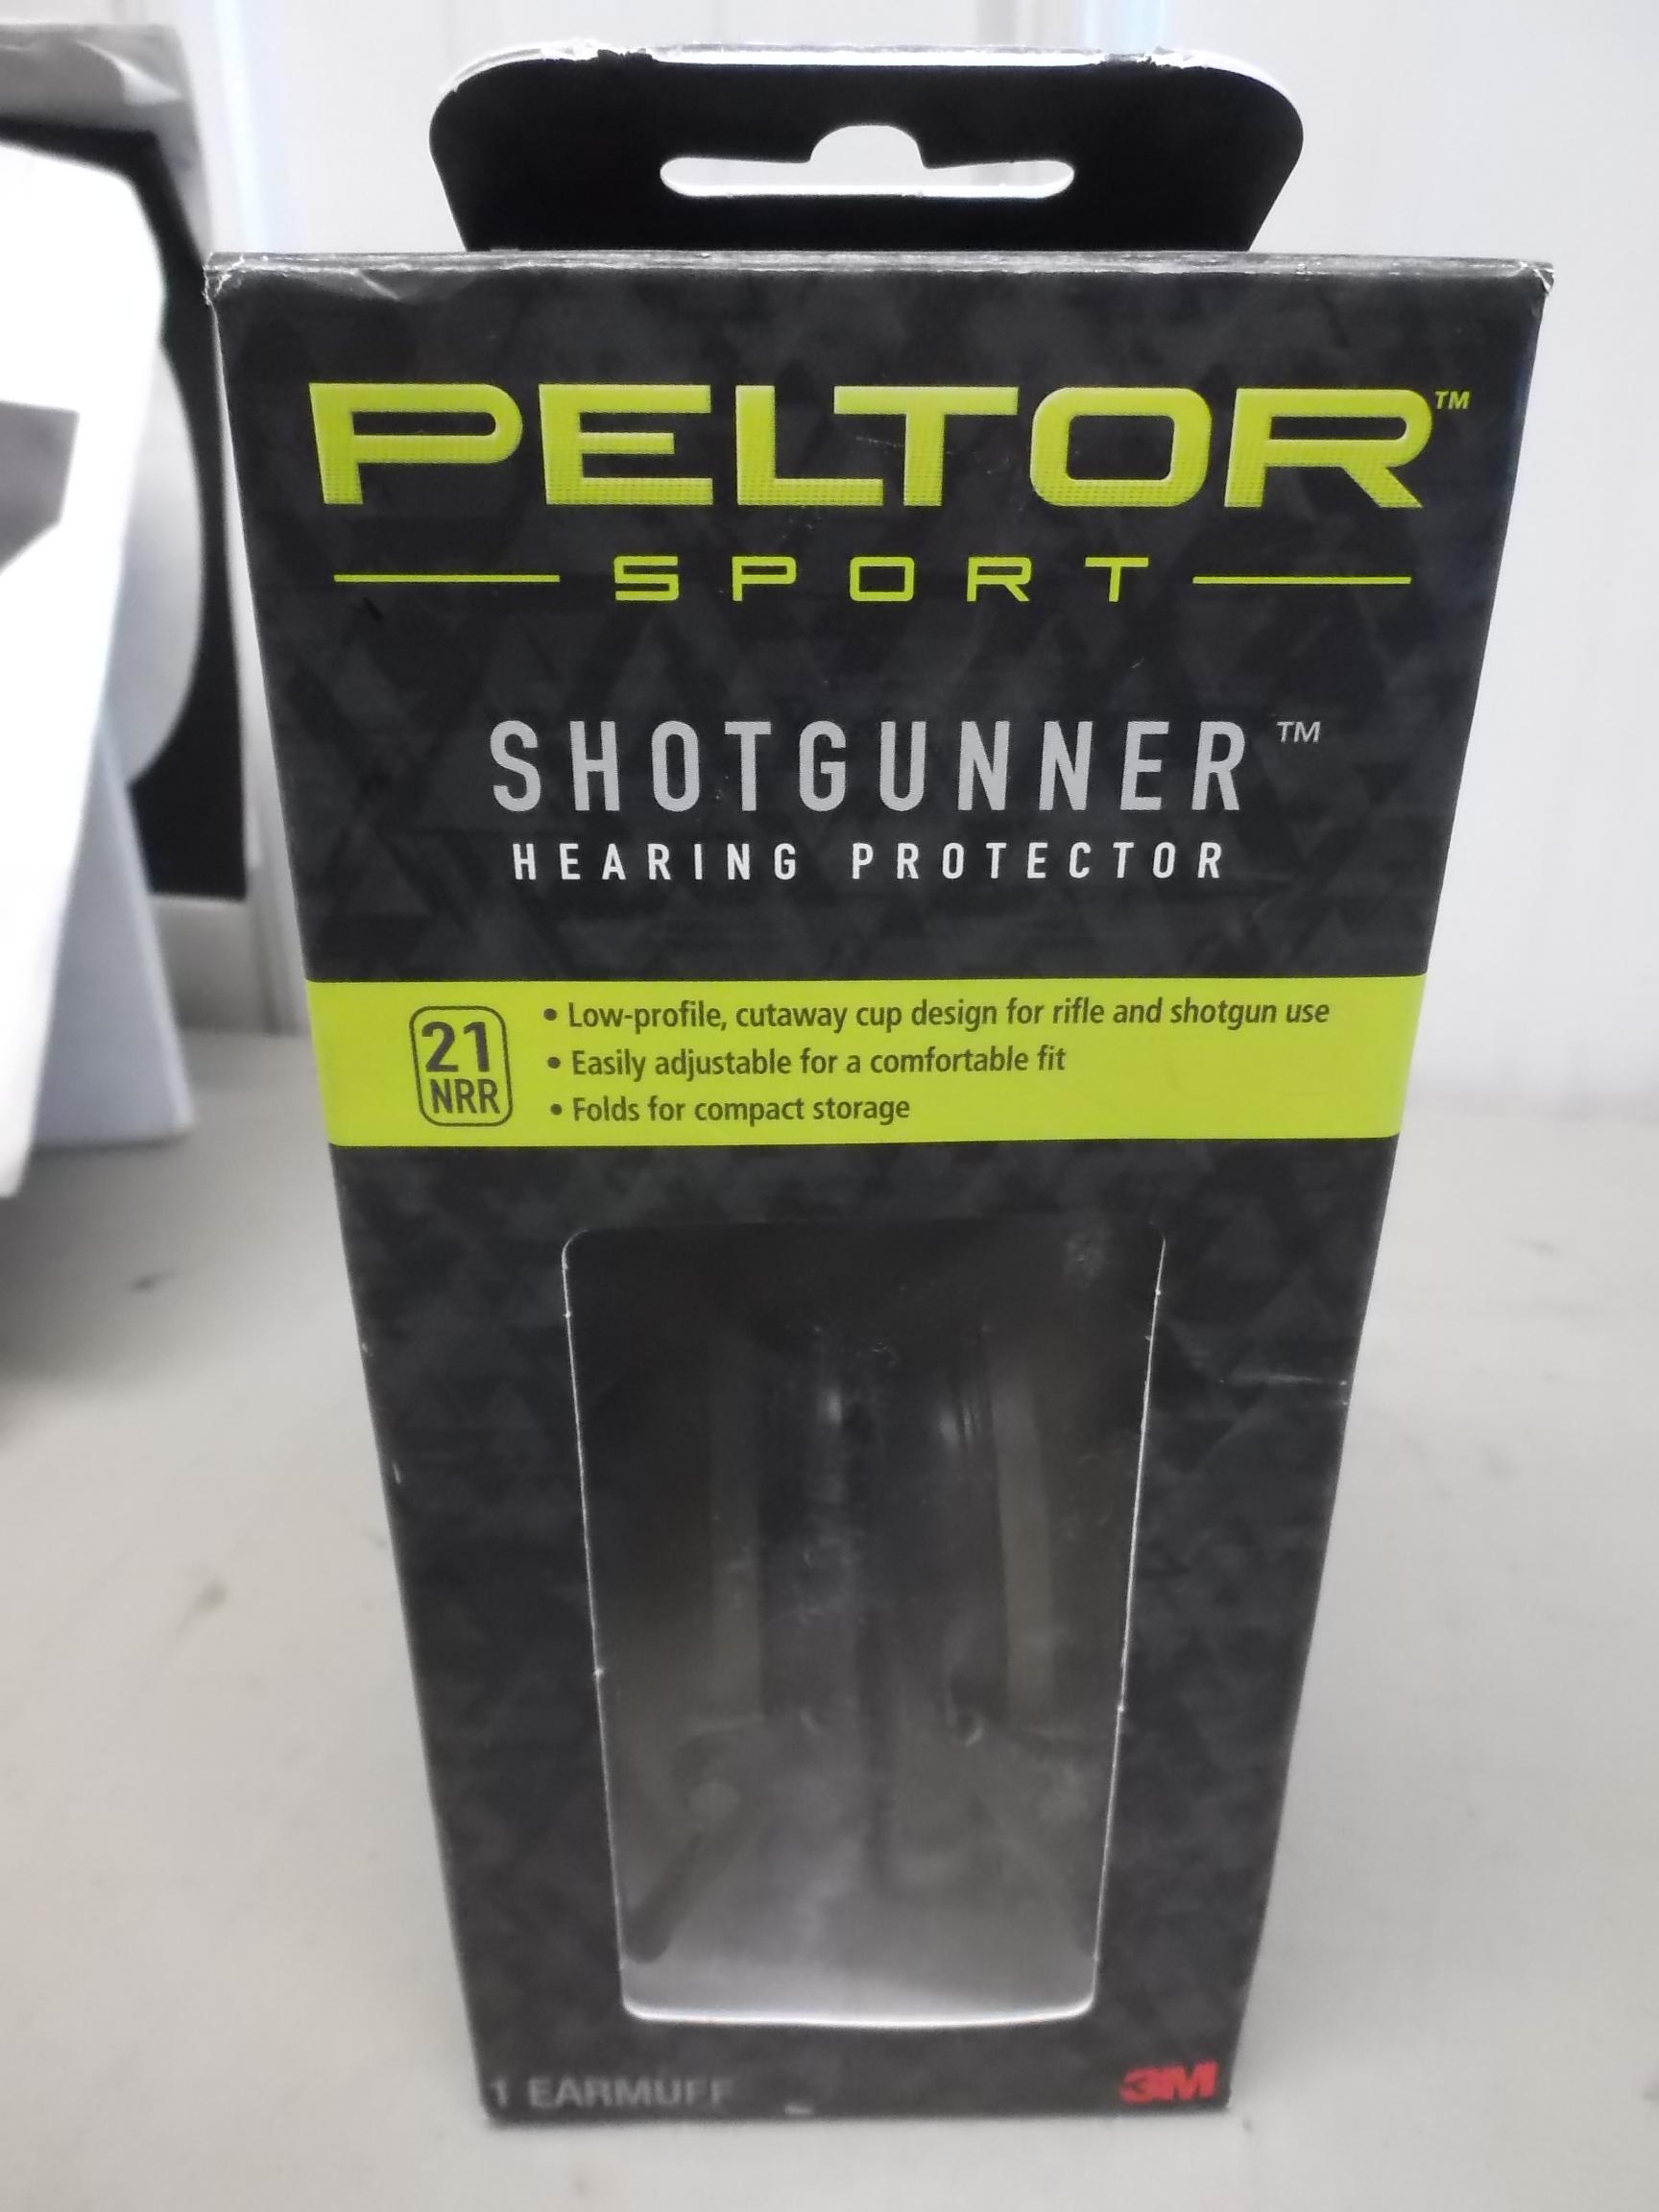 PELTOR™
SPORT
SHOTGUNNER™
HEARING PROTECTOR
21
NRR
• Low-profile, cutaway cup design for rifle and shotgun use
• Easily adjustable for a comfortable fit
• Folds for compact storage
1 EARMUFF
3M